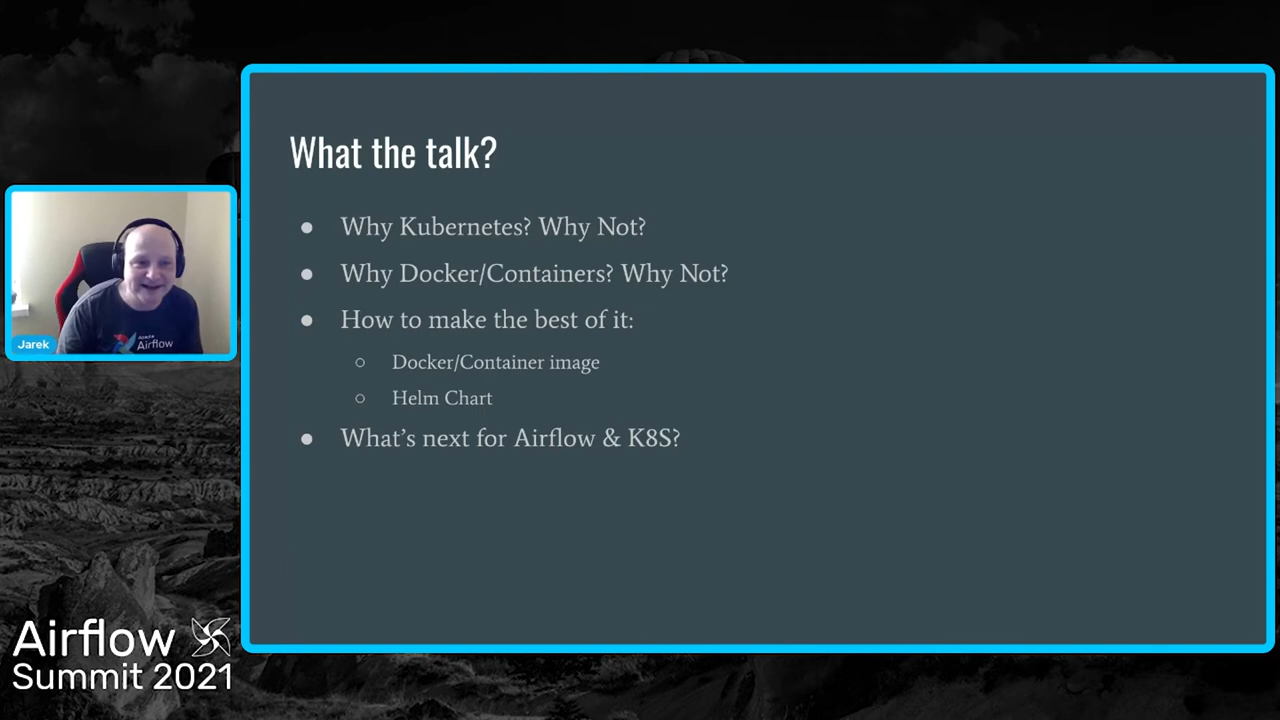 What the talk?
Why Kubernetes? Why Not?
Why Docker/Containers? Why Not?
How to make the best of it:
Docker/Container image
Helm Chart
What's next for Airflow & K8S?
Jarek
Apache
Airflow
Airflow
Summit 2021